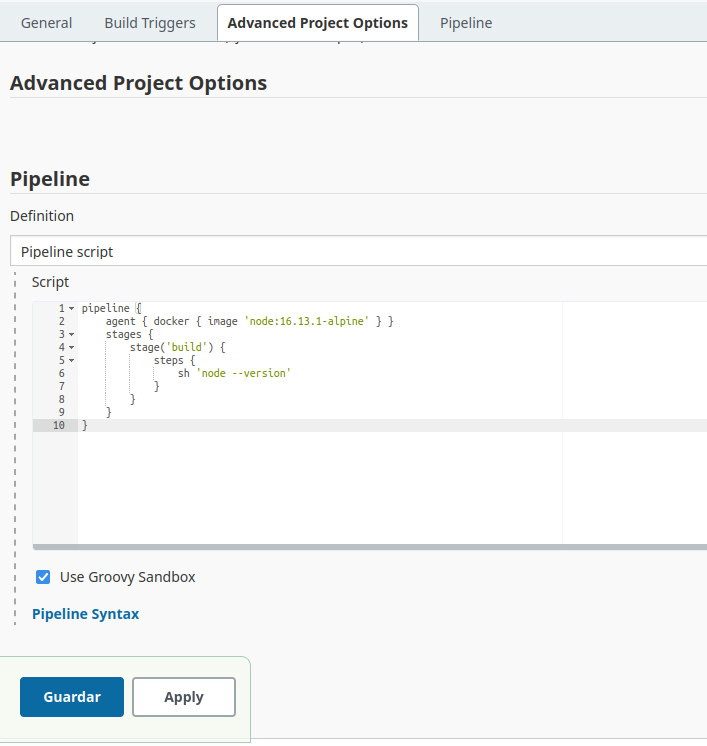 General Build Triggers Advanced Project Options Pipeline
Advanced Project Options
Pipeline
Definition
Pipeline script
Script
1 pipeline {
2     agent { docker { image 'node:16.13.1-alpine' } }
3     stages {
4         stage('build') {
5             steps {
6                 sh 'node --version'
7             }
8         }
9     }
10 }
Use Groovy Sandbox
Pipeline Syntax
Guardar Apply